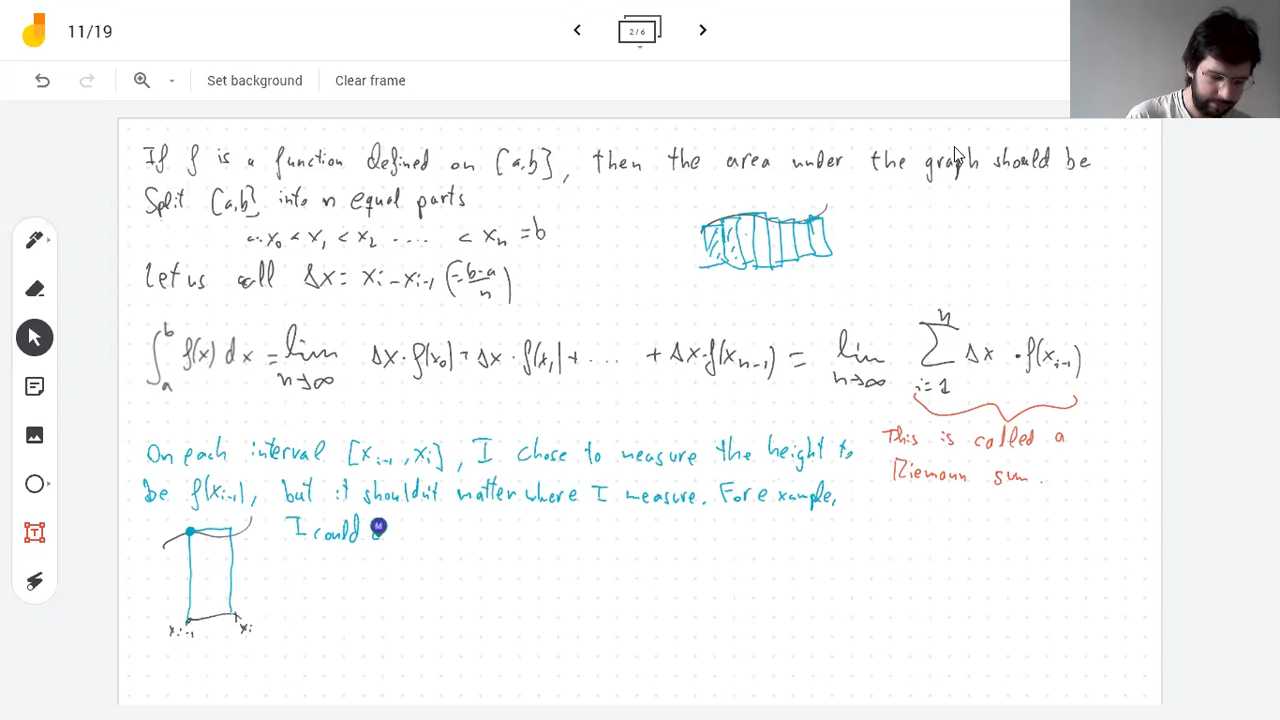 11/19
2/6
Set background
Clear frame
If f is a function defined on [a,b], then the area under the graph should be
Split [a,b] into n equal parts
a = x₀ < x₁ < x₂ .... < xₙ = b
Let us call Δx = xᵢ - xᵢ₋₁ (= b-a/n)
∫ₐᵇ f(x) dx = lim n→∞ Δx · f(x₀) + Δx · f(x₁) + .... + Δx · f(xₙ₋₁) = lim n→∞ Σ i=1 n Δx · f(xᵢ₋₁)
This is called a
Riemann sum.
On each interval [xᵢ₋₁, xᵢ], I chose to measure the height to
be f(xᵢ₋₁), but it shouldn't matter where I measure. For example,
I could
M
xᵢ₋₁ xᵢ
T